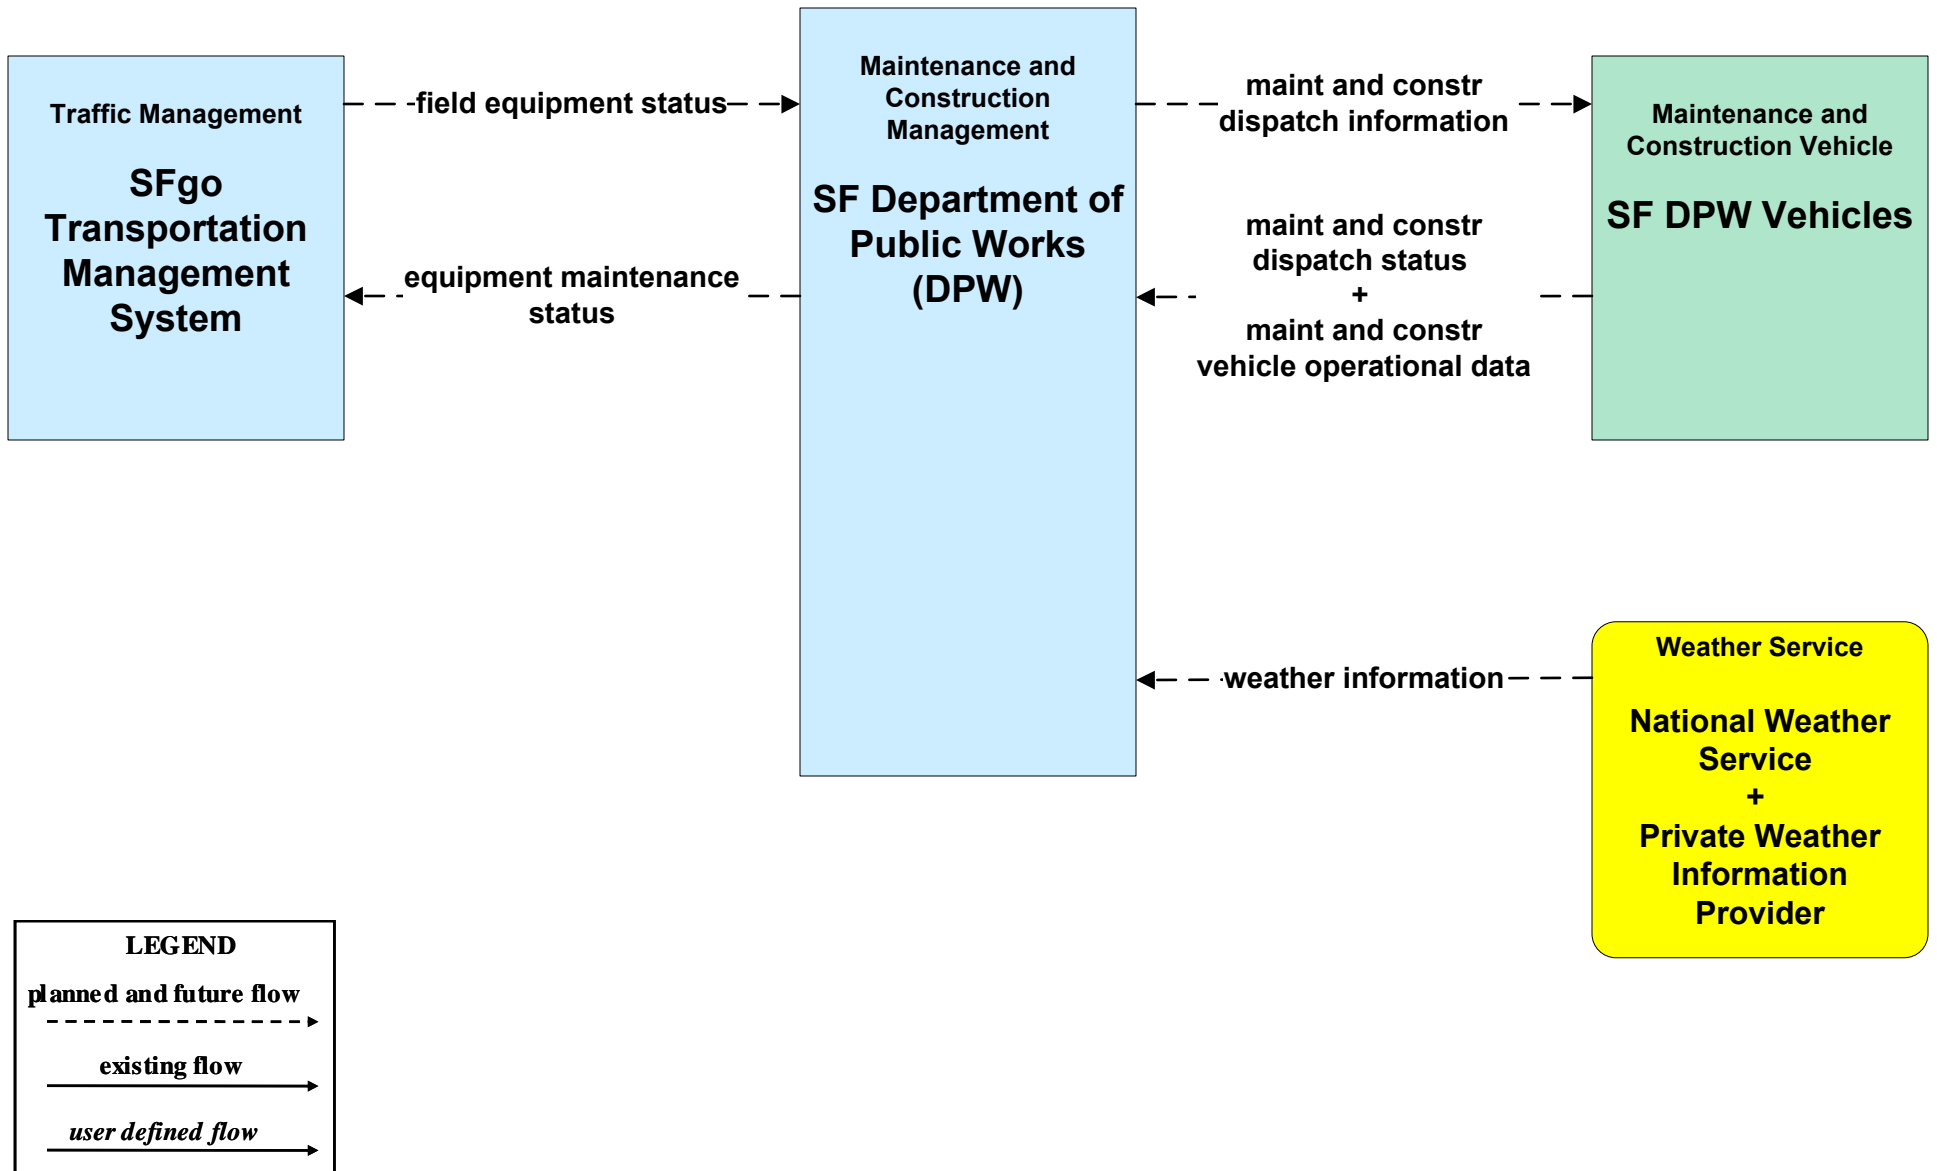 Traffic Management
SFgo
Transportation
Management
System
field equipment status
equipment maintenance
status
Maintenance and
Construction
Management
SF Department of
Public Works
(DPW)
maint and constr
dispatch information
maint and constr
dispatch status
+
maint and constr
vehicle operational data
Maintenance and
Construction Vehicle
SF DPW Vehicles
weather information
Weather Service
National Weather
Service
+
Private Weather
Information
Provider
LEGEND
planned and future flow
existing flow
user defined flow